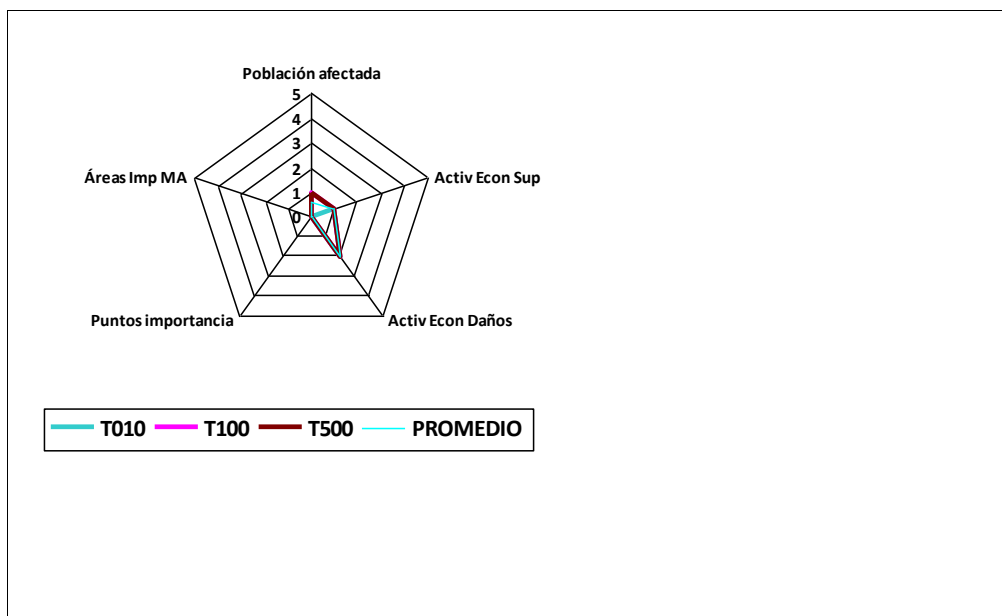 Población afectada
5
4
3
2
1
0
Áreas Imp MA
Activ Econ Sup
Puntos importancia
Activ Econ Daños
T010 T100 T500 PROMEDIO